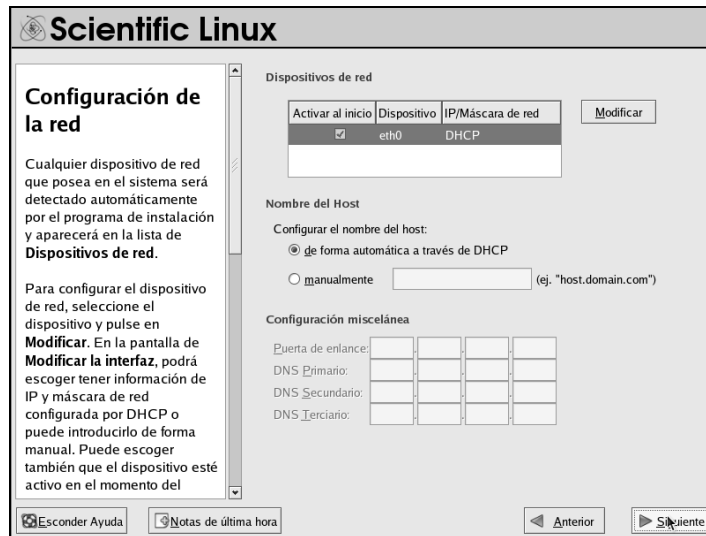 Scientific Linux
Configuración de
la red
Cualquier dispositivo de red
que posea en el sistema será
detectado automáticamente
por el programa de instalación
y aparecerá en la lista de
Dispositivos de red.
Para configurar el dispositivo
de red, seleccione el
dispositivo y pulse en
Modificar. En la pantalla de
Modificar la interfaz, podrá
escoger tener información de
IP y máscara de red
configurada por DHCP o
puede introducirlo de forma
manual. Puede escoger
también que el dispositivo esté
activo en el momento del
Dispositivos de red
Activar al inicio Dispositivo IP/Máscara de red
eth0 DHCP
Modificar
Nombre del Host
Configurar el nombre del host:
de forma automática a través de DHCP
manualmente (ej. "host.domain.com")
Configuración miscelánea
Puerta de enlance:
DNS Primario:
DNS Secundario:
DNS Terciario:
Esconder Ayuda Notas de última hora Anterior Siguiente